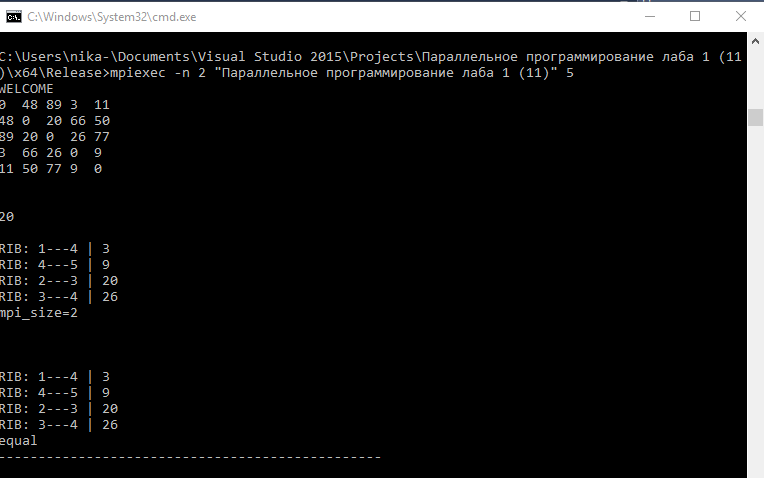 C:\Windows\System32\cmd.exe
C:\Users\nika-\Documents\Visual Studio 2015\Projects\Параллельное программирование лаба 1 (11
)\x64\Release>mpiexec -n 2 "Параллельное программирование лаба 1 (11)" 5
WELCOME
0  48 89 3  11
48 0  20 66 50
89 20 0  26 77
3  66 26 0  9
11 50 77 9  0
20
RIB: 1---4 | 3
RIB: 4---5 | 9
RIB: 2---3 | 20
RIB: 3---4 | 26
mpi_size=2
RIB: 1---4 | 3
RIB: 4---5 | 9
RIB: 2---3 | 20
RIB: 3---4 | 26
equal
------------------------------------------------